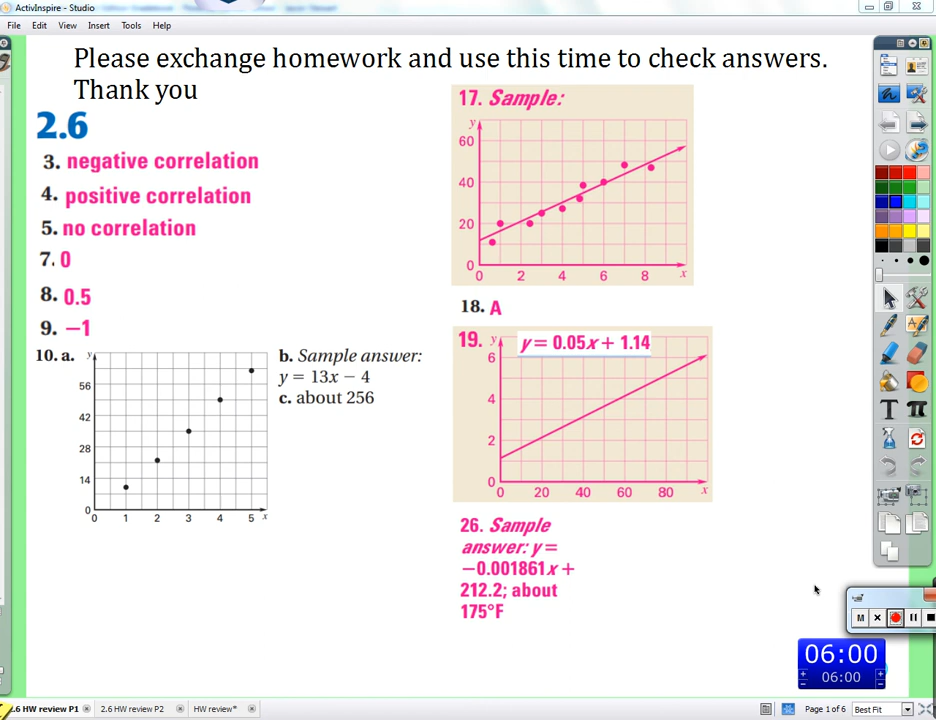 ActivInspire - Studio
File Edit View Insert Tools Help
Please exchange homework and use this time to check answers.
Thank you
2.6
3. negative correlation
4. positive correlation
5. no correlation
7. 0
8. 0.5
9. −1
10. a.
y
56
42
28
14
0
0 1 2 3 4 5 x
b. Sample answer:
y = 13x − 4
c. about 256
17. Sample:
y
60
40
20
0
0 2 4 6 8 x
18. A
19.
y = 0.05x + 1.14
y
6
4
2
0
0 20 40 60 80 x
26. Sample
answer: y =
−0.001861x +
212.2; about
175°F
M
06:00
06:00
2.6 HW review P1 2.6 HW review P2 HW review*
Page 1 of 6 Best Fit